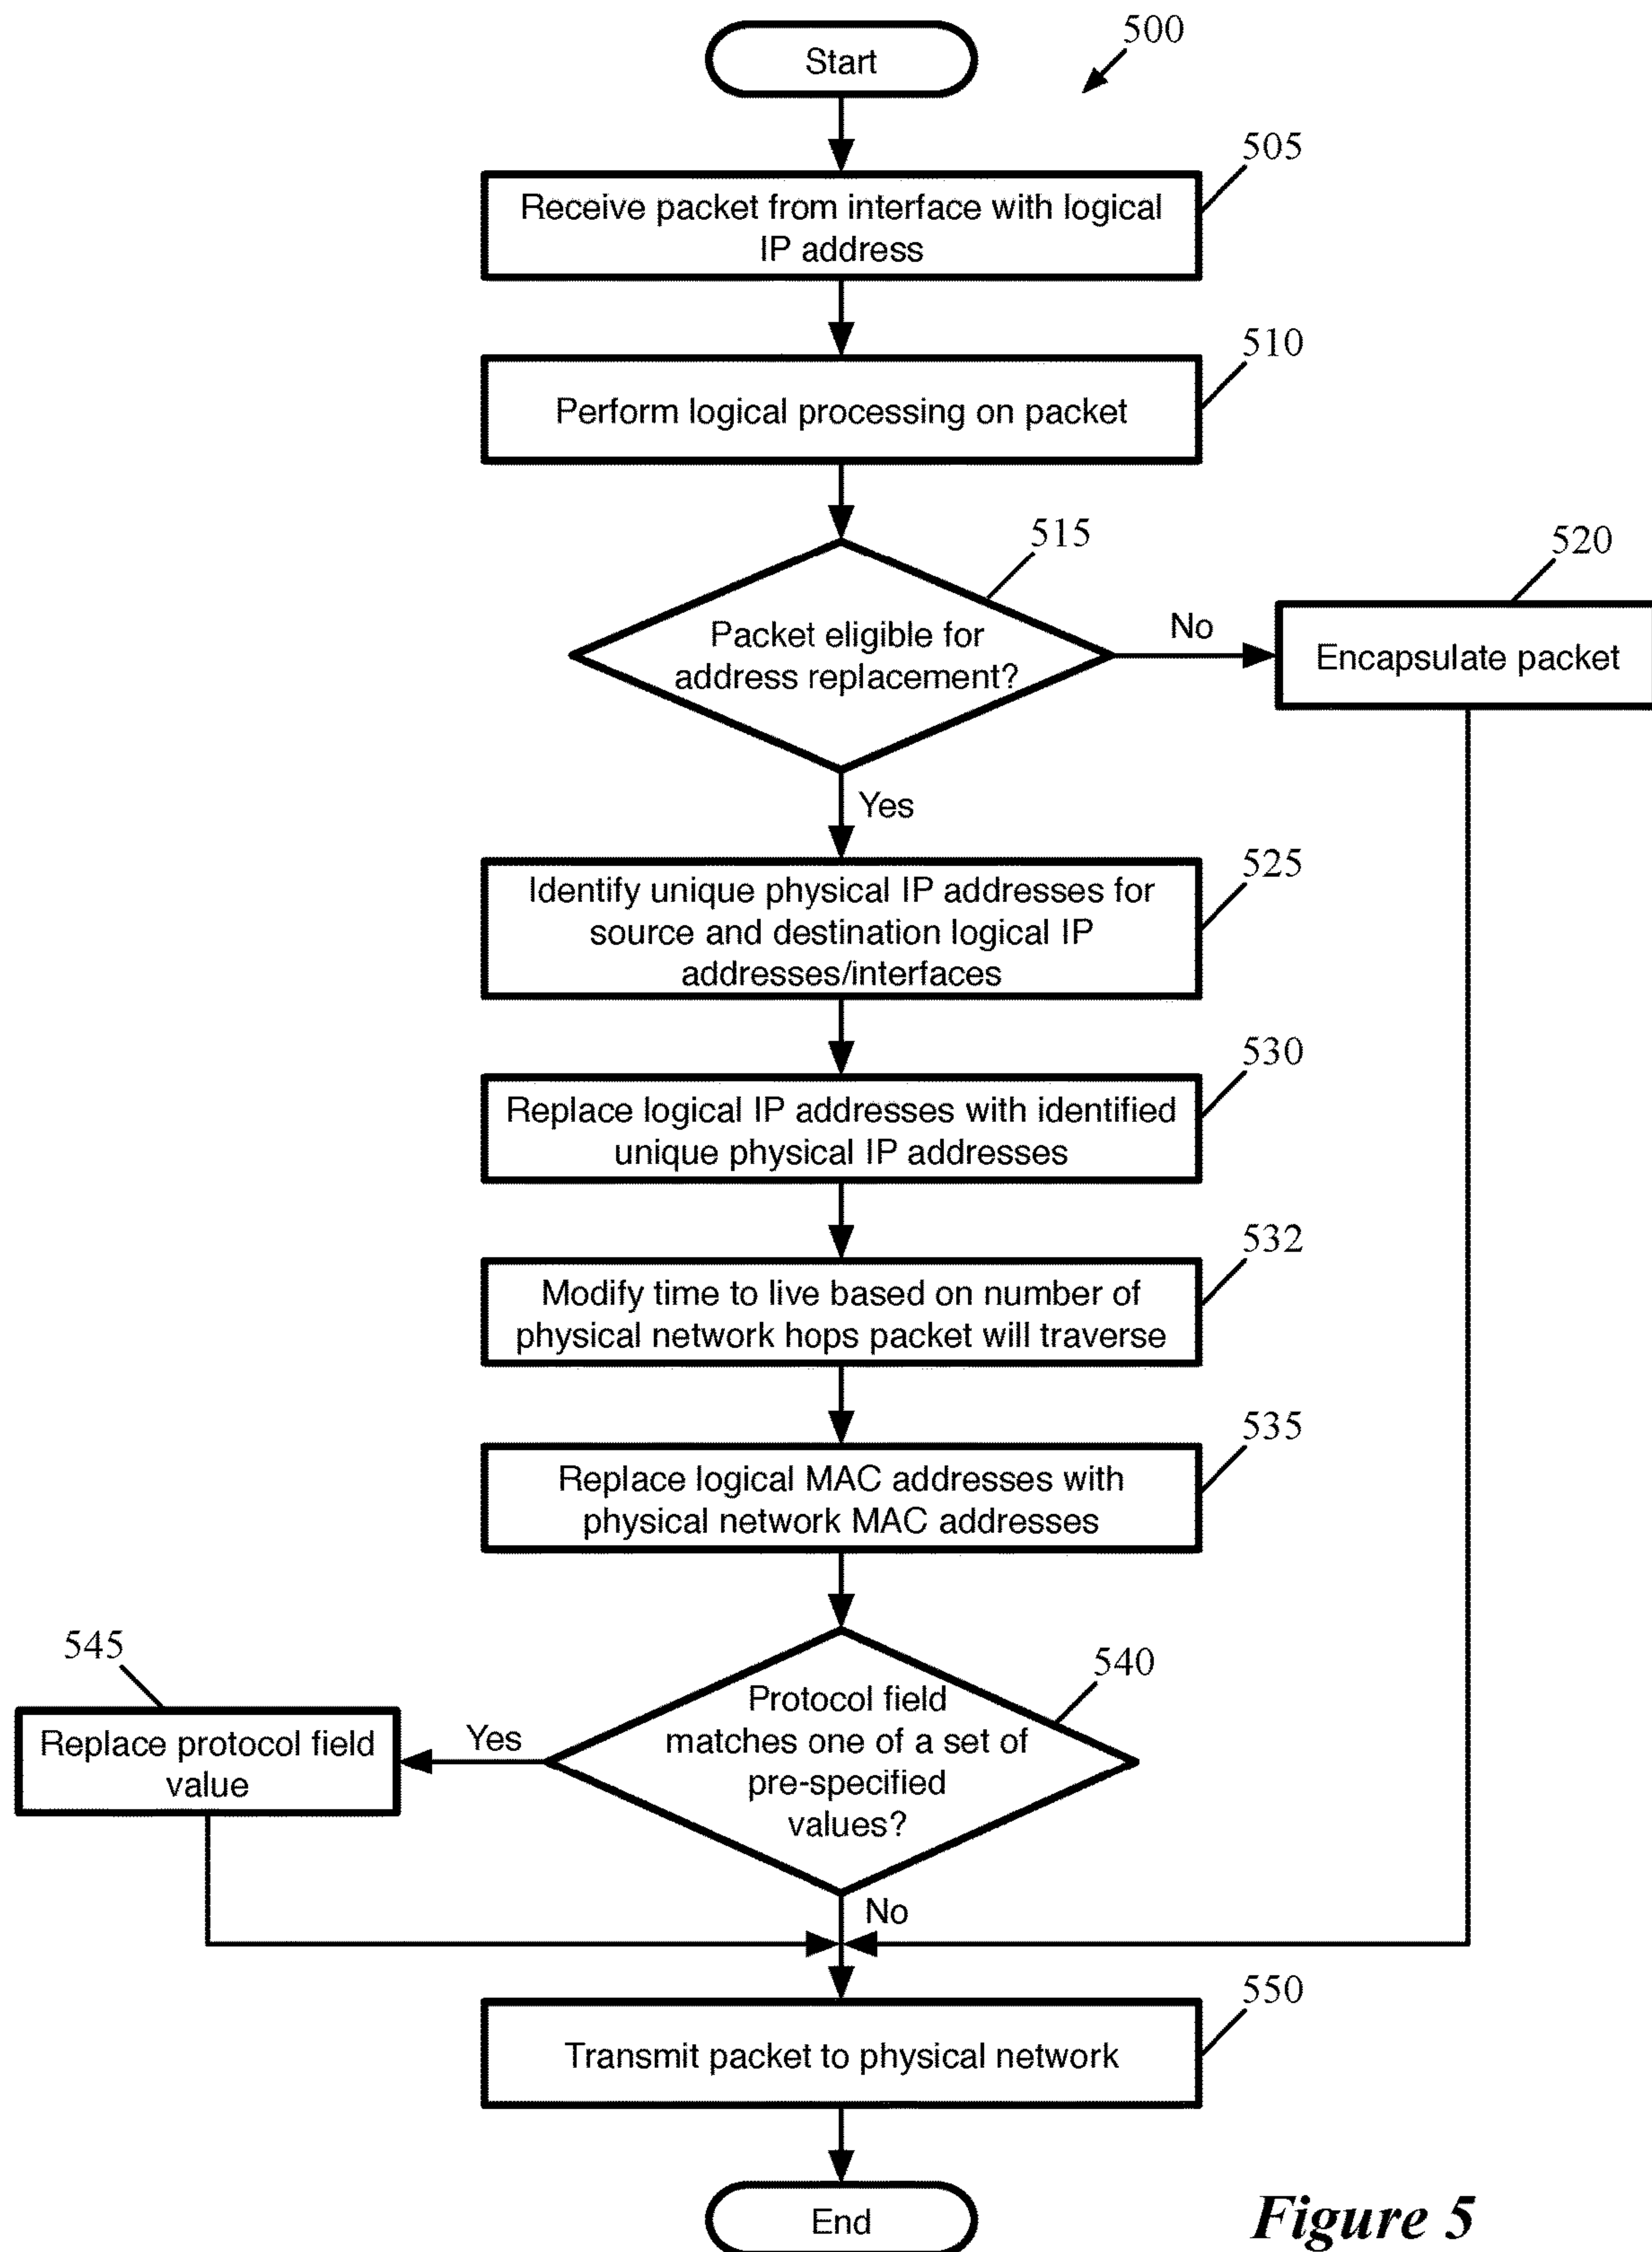 Start
500
505
Receive packet from interface with logical
IP address
510
Perform logical processing on packet
515
520
Packet eligible for
address replacement?
No
Encapsulate packet
Yes
525
Identify unique physical IP addresses for
source and destination logical IP
addresses/interfaces
530
Replace logical IP addresses with identified
unique physical IP addresses
532
Modify time to live based on number of
physical network hops packet will traverse
535
Replace logical MAC addresses with
physical network MAC addresses
545
540
Protocol field
matches one of a set of
pre-specified
values?
Yes
Replace protocol field
value
No
550
Transmit packet to physical network
End
Figure 5